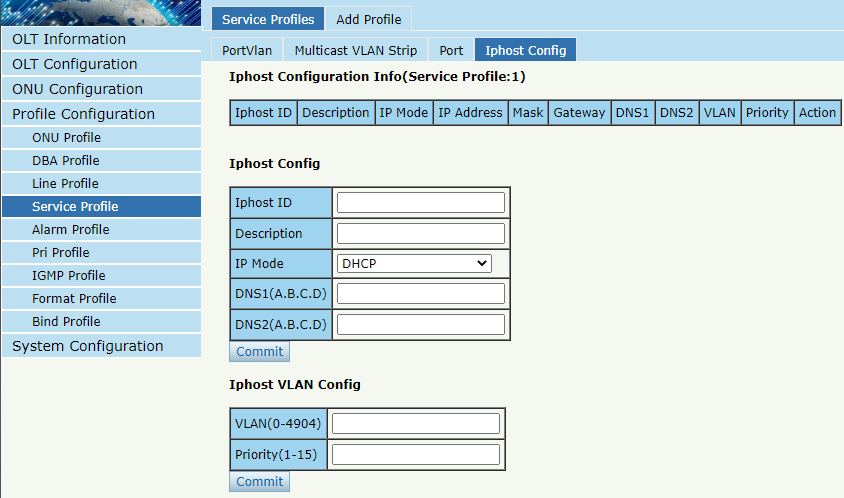 Service Profiles Add Profile
OLT Information
OLT Configuration
ONU Configuration
Profile Configuration
ONU Profile
DBA Profile
Line Profile
Service Profile
Alarm Profile
Pri Profile
IGMP Profile
Format Profile
Bind Profile
System Configuration
PortVlan Multicast VLAN Strip Port Iphost Config
Iphost Configuration Info(Service Profile:1)
Iphost ID Description IP Mode IP Address Mask Gateway DNS1 DNS2 VLAN Priority Action
Iphost Config
Iphost ID
Description
IP Mode DHCP
DNS1(A.B.C.D)
DNS2(A.B.C.D)
Commit
Iphost VLAN Config
VLAN(0-4904)
Priority(1-15)
Commit